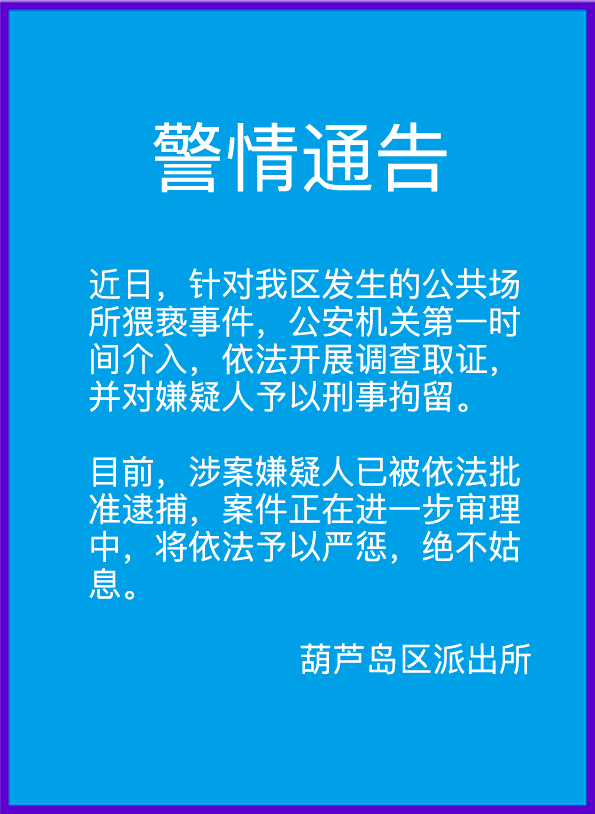 警情通告
近日，针对我区发生的公共场
所猥亵事件，公安机关第一时
间介入，依法开展调查取证，
并对嫌疑人予以刑事拘留。
目前，涉案嫌疑人已被依法批
准逮捕，案件正在进一步审理
中，将依法予以严惩，绝不姑
息。
葫芦岛区派出所